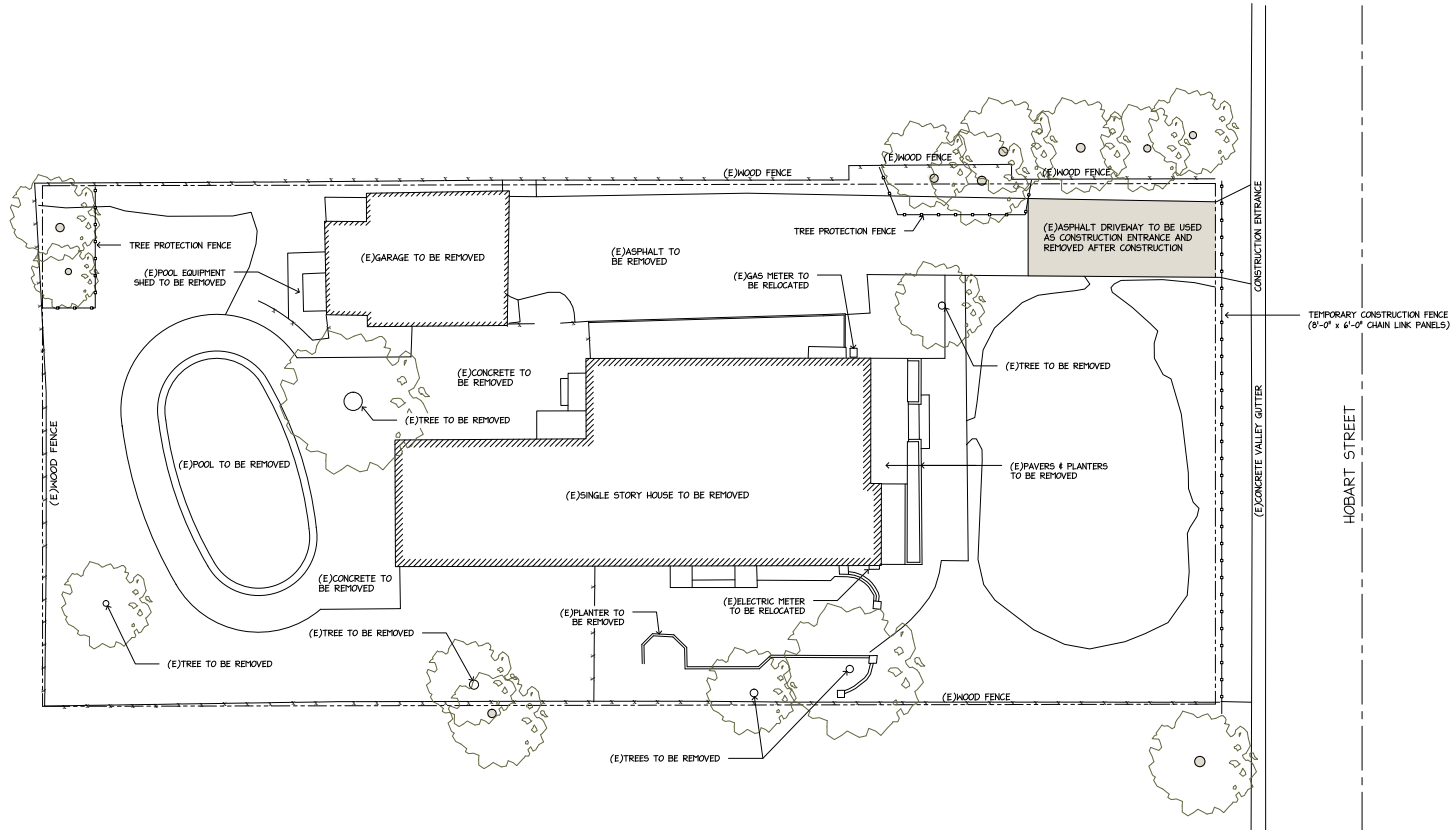 (E)WOOD FENCE
(E)WOOD FENCE
(E)WOOD FENCE
CONSTRUCTION ENTRANCE
TREE PROTECTION FENCE
(E)ASPHALT DRIVEWAY TO BE USED
AS CONSTRUCTION ENTRANCE AND
REMOVED AFTER CONSTRUCTION
TREE PROTECTION FENCE
(E)GARAGE TO BE REMOVED
(E)ASPHALT TO
BE REMOVED
(E)POOL EQUIPMENT
SHED TO BE REMOVED
(E)GAS METER TO
BE RELOCATED
TEMPORARY CONSTRUCTION FENCE
(8'-0" x 6'-0" CHAIN LINK PANELS)
(E)TREE TO BE REMOVED
(E)CONCRETE TO
BE REMOVED
(E)TREE TO BE REMOVED
(E)WOOD FENCE
(E)POOL TO BE REMOVED
(E)PAVERS & PLANTERS
TO BE REMOVED
(E)CONCRETE VALLEY GUTTER
HOBART STREET
(E)SINGLE STORY HOUSE TO BE REMOVED
(E)CONCRETE TO
BE REMOVED
(E)ELECTRIC METER
TO BE RELOCATED
(E)PLANTER TO
BE REMOVED
(E)TREE TO BE REMOVED
(E)TREE TO BE REMOVED
(E)WOOD FENCE
(E)TREES TO BE REMOVED